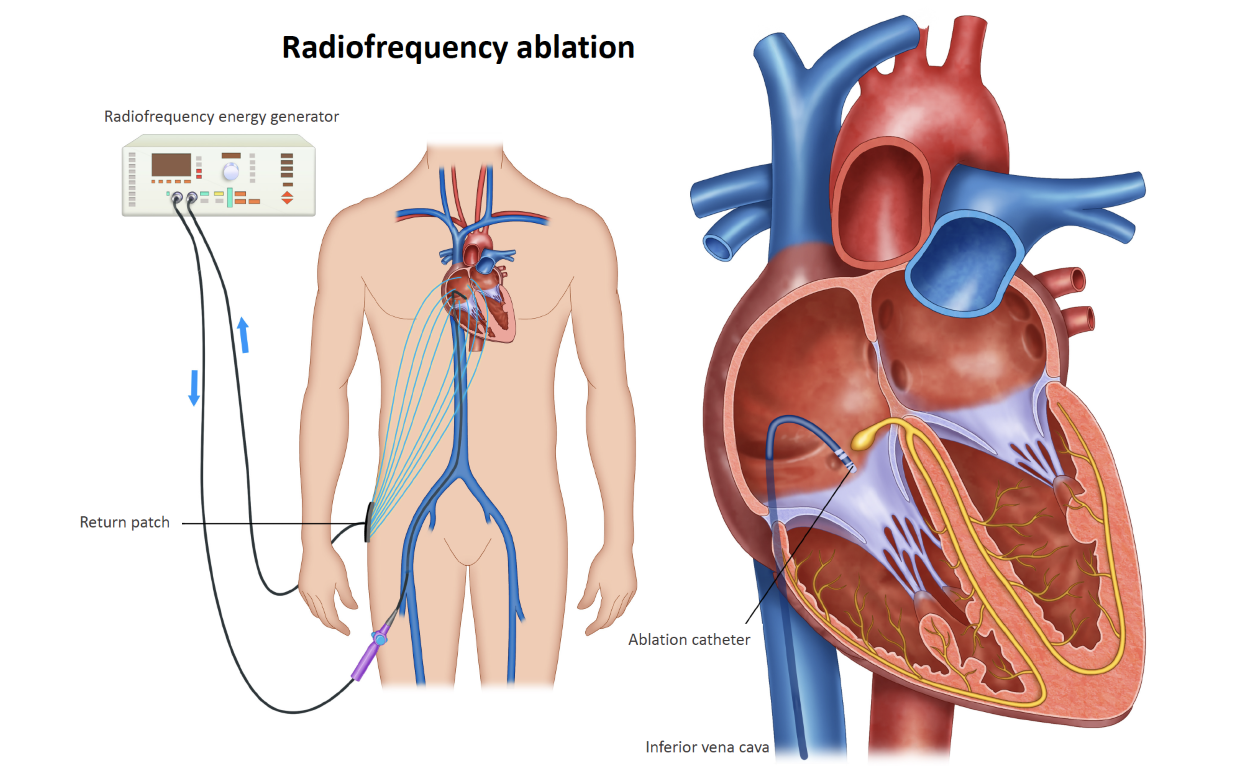 Radiofrequency ablation
Radiofrequency energy generator
Return patch
Ablation catheter
Inferior vena cava